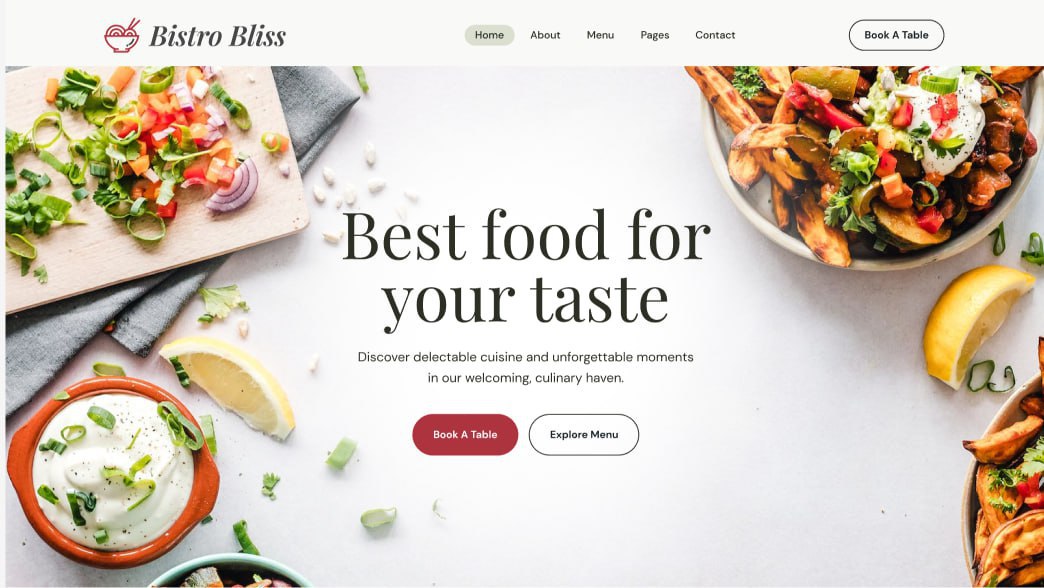 Bistro Bliss
Home
About
Menu
Pages
Contact
Book A Table
Best food for
your taste
Discover delectable cuisine and unforgettable moments
in our welcoming, culinary haven.
Book A Table
Explore Menu